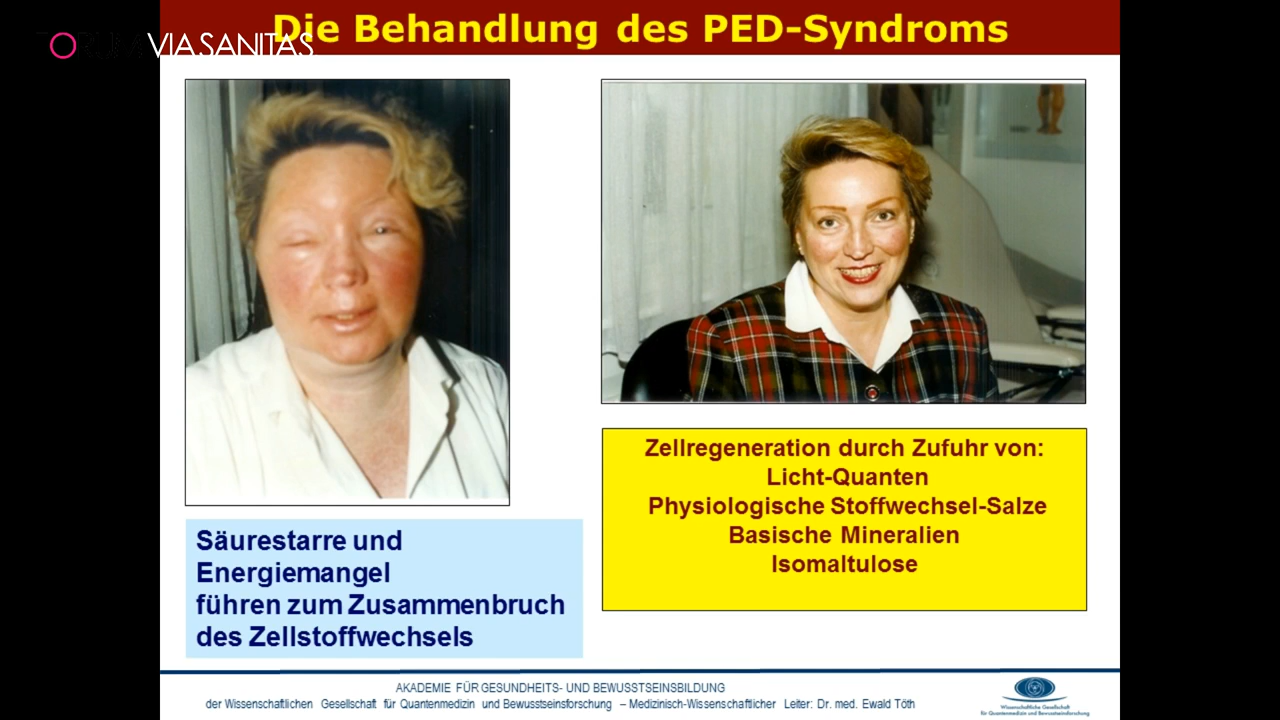 Die Behandlung des PED-Syndroms
VIA SANITAS
Säurestarre und
Energiemangel
führen zum Zusammenbruch
des Zellstoffwechsels
Zellregeneration durch Zufuhr von:
Licht-Quanten
Physiologische Stoffwechsel-Salze
Basische Mineralien
Isomaltulose
AKADEMIE FÜR GESUNDHEITS- UND BEWUSSTSEINSBILDUNG
der Wissenschaftlichen Gesellschaft für Quantenmedizin und Bewusstseinsforschung – Medizinisch-Wissenschaftlicher Leiter: Dr. med. Ewald Töth
Wissenschaftliche Gesellschaft
für Quantenmedizin und Bewusstseinsforschung